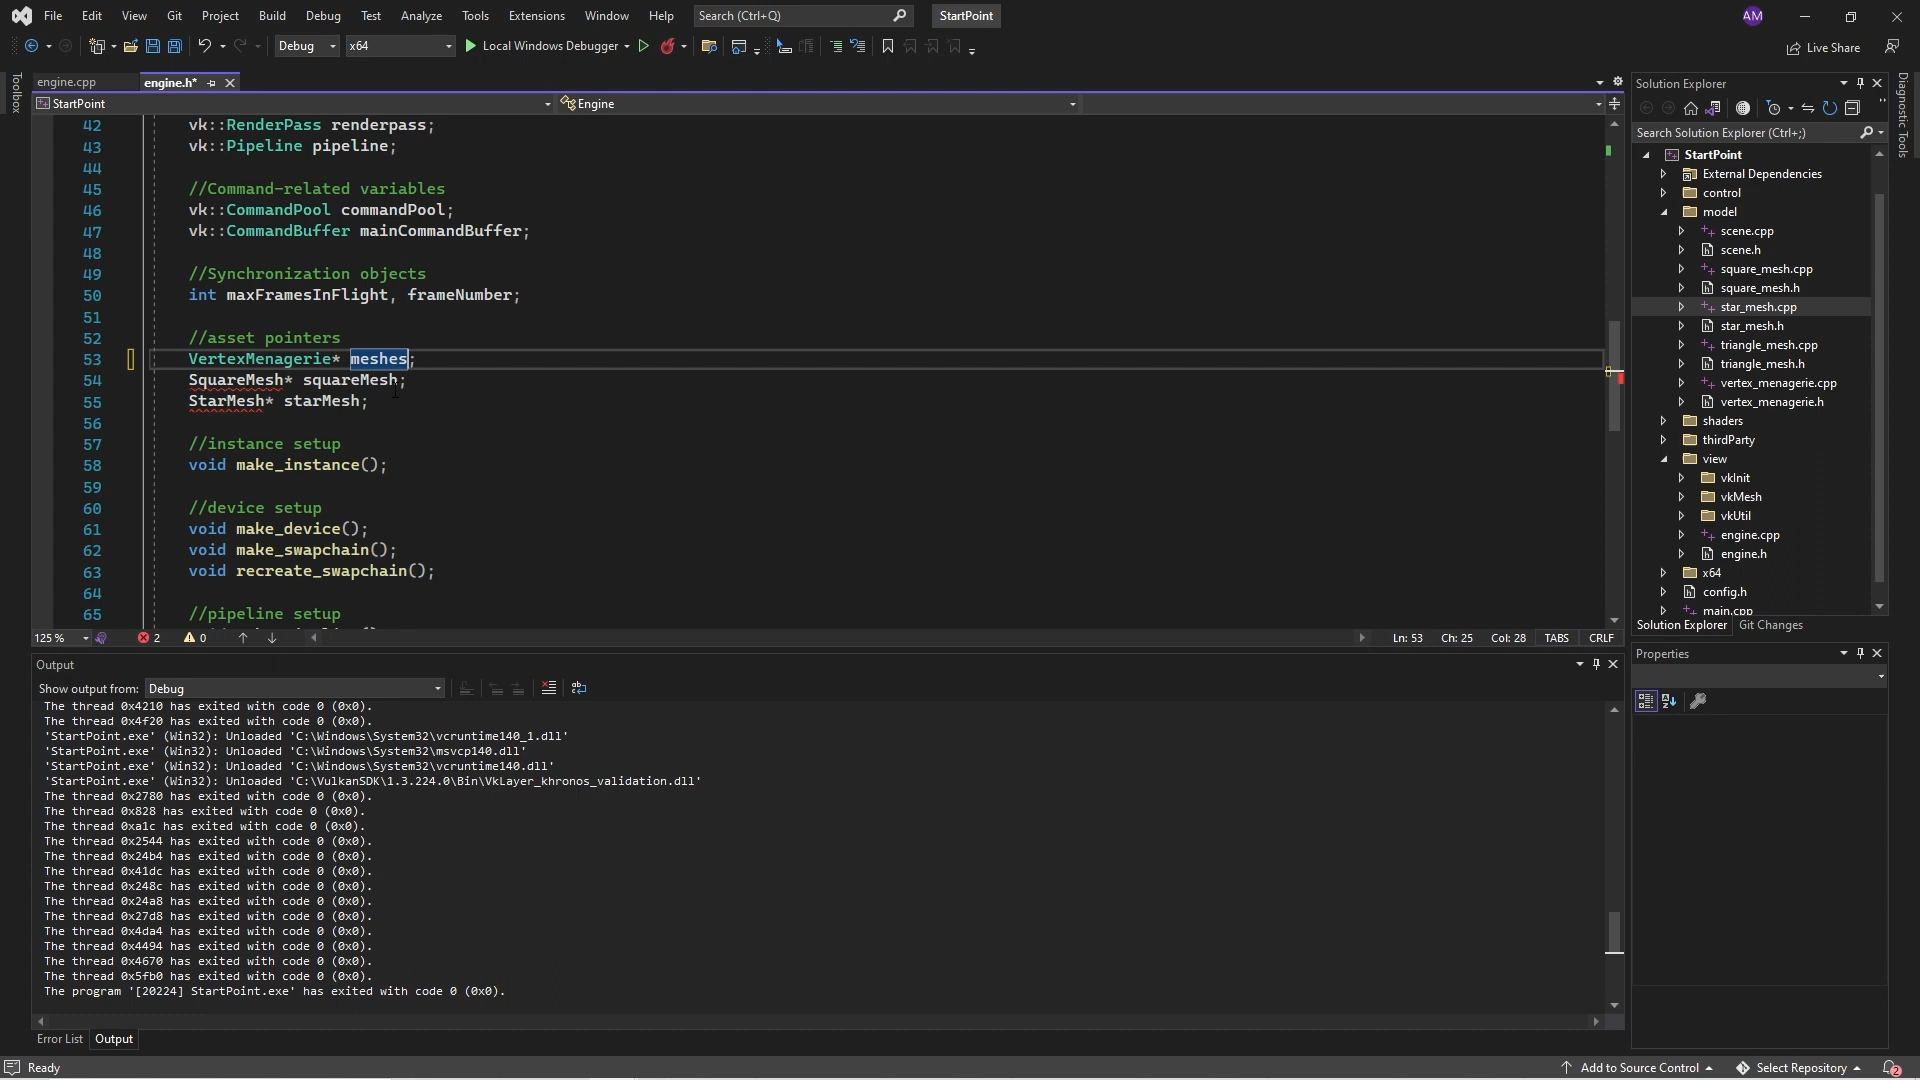 File Edit View Git Project Build Debug Test Analyze Tools Extensions Window Help Search (Ctrl+Q) StartPoint AM
Debug x64 Local Windows Debugger Live Share
Toolbox
engine.cpp engine.h*
StartPoint Engine
42 vk::RenderPass renderpass;
43 vk::Pipeline pipeline;
44
45 //Command-related variables
46 vk::CommandPool commandPool;
47 vk::CommandBuffer mainCommandBuffer;
48
49 //Synchronization objects
50 int maxFramesInFlight, frameNumber;
51
52 //asset pointers
53 VertexMenagerie* meshes;
54 SquareMesh* squareMesh;
55 StarMesh* starMesh;
56
57 //instance setup
58 void make_instance();
59
60 //device setup
61 void make_device();
62 void make_swapchain();
63 void recreate_swapchain();
64
65 //pipeline setup
125 % 2 0 Ln: 53 Ch: 25 Col: 28 TABS CRLF
Output
Show output from: Debug
The thread 0x4210 has exited with code 0 (0x0).
The thread 0x4f20 has exited with code 0 (0x0).
'StartPoint.exe' (Win32): Unloaded 'C:\Windows\System32\vcruntime140_1.dll'
'StartPoint.exe' (Win32): Unloaded 'C:\Windows\System32\msvcp140.dll'
'StartPoint.exe' (Win32): Unloaded 'C:\Windows\System32\vcruntime140.dll'
'StartPoint.exe' (Win32): Unloaded 'C:\VulkanSDK\1.3.224.0\Bin\VkLayer_khronos_validation.dll'
The thread 0x2780 has exited with code 0 (0x0).
The thread 0x828 has exited with code 0 (0x0).
The thread 0xa1c has exited with code 0 (0x0).
The thread 0x2544 has exited with code 0 (0x0).
The thread 0x24b4 has exited with code 0 (0x0).
The thread 0x41dc has exited with code 0 (0x0).
The thread 0x248c has exited with code 0 (0x0).
The thread 0x24a8 has exited with code 0 (0x0).
The thread 0x27d8 has exited with code 0 (0x0).
The thread 0x4da4 has exited with code 0 (0x0).
The thread 0x4494 has exited with code 0 (0x0).
The thread 0x4670 has exited with code 0 (0x0).
The thread 0x5fb0 has exited with code 0 (0x0).
The program '[20224] StartPoint.exe' has exited with code 0 (0x0).
Error List Output
Solution Explorer
Search Solution Explorer (Ctrl+;)
StartPoint
External Dependencies
control
model
scene.cpp
scene.h
square_mesh.cpp
square_mesh.h
star_mesh.cpp
star_mesh.h
triangle_mesh.cpp
triangle_mesh.h
vertex_menagerie.cpp
vertex_menagerie.h
shaders
thirdParty
view
vkInit
vkMesh
vkUtil
engine.cpp
engine.h
x64
config.h
main.cpp
Solution Explorer Git Changes
Properties
Diagnostic Tools
Ready Add to Source Control Select Repository 2